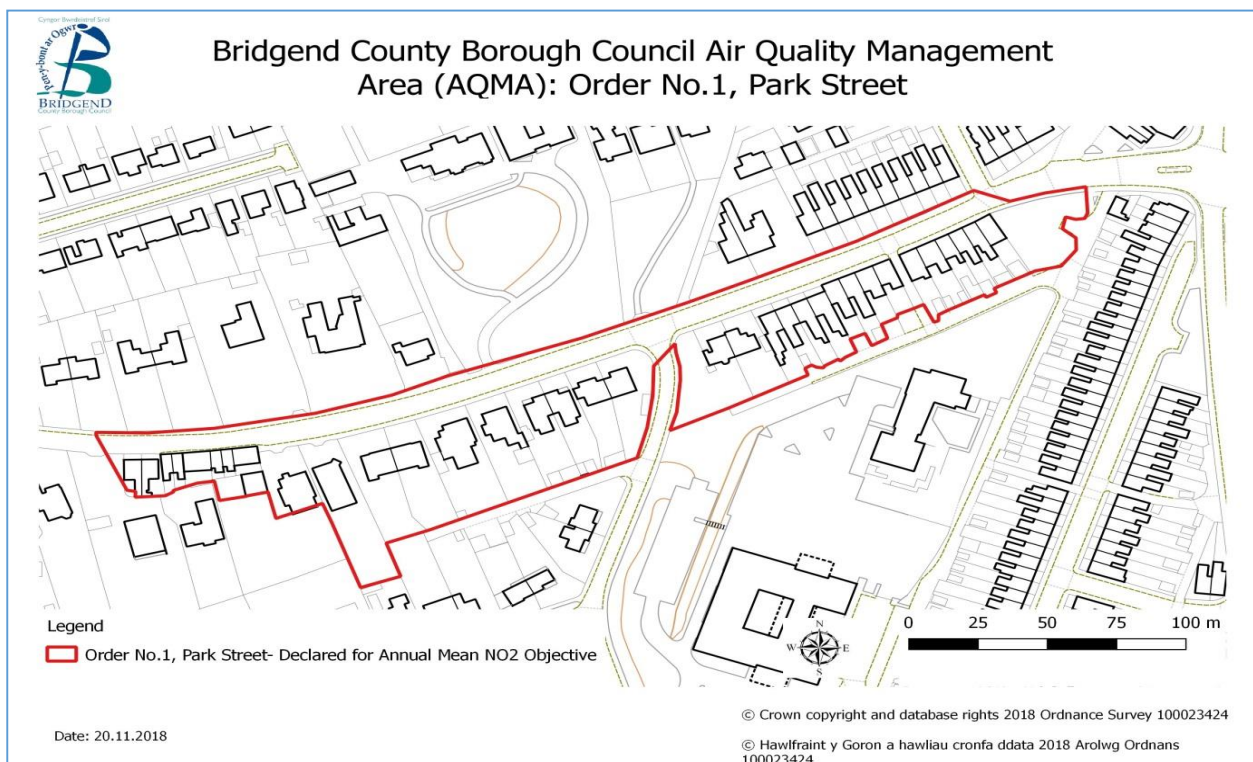 Cyngor Bwrdeistref Sirol
Pen-y-bont ar Ogwr
BRIDGEND
County Borough Council
Bridgend County Borough Council Air Quality Management
Area (AQMA): Order No.1, Park Street
Legend
Order No.1, Park Street- Declared for Annual Mean NO2 Objective
N
W E
S
0 25 50 75 100 m
Date: 20.11.2018
© Crown copyright and database rights 2018 Ordnance Survey 100023424
© Hawlfraint y Goron a hawliau cronfa ddata 2018 Arolwg Ordnans
100023424